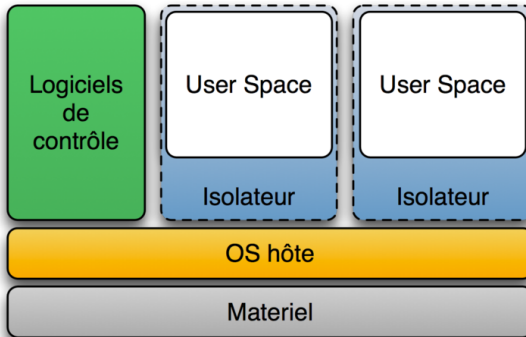 Logiciels
de
contrôle
User Space
Isolateur
User Space
Isolateur
OS hôte
Materiel